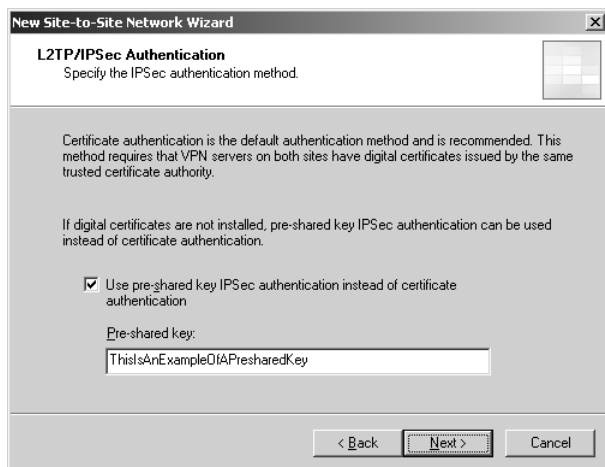 New Site-to-Site Network Wizard
L2TP/IPSec Authentication
Specify the IPSec authentication method.
Certificate authentication is the default authentication method and is recommended. This
method requires that VPN servers on both sites have digital certificates issued by the same
trusted certificate authority.
If digital certificates are not installed, pre-shared key IPSec authentication can be used
instead of certificate authentication.
Use pre-shared key IPSec authentication instead of certificate
authentication
Pre-shared key:
ThisIsAnExampleOfAPresharedKey
< Back
Next >
Cancel